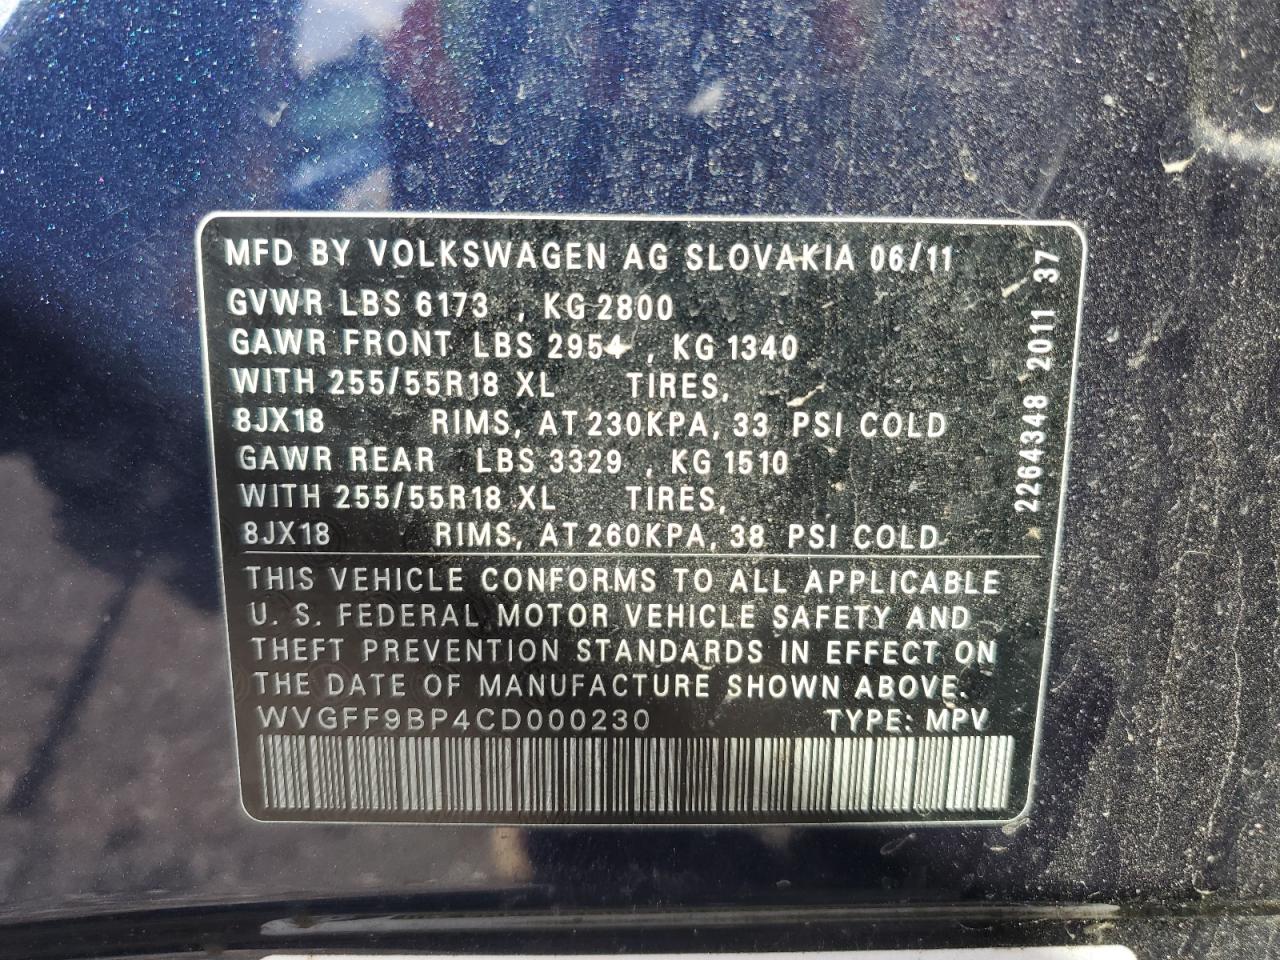 MFD BY VOLKSWAGEN AG SLOVAKIA 06/11
GVWR LBS 6173 , KG 2800
GAWR FRONT LBS 2954 , KG 1340
WITH 255/55R18 XL TIRES,
8JX18 RIMS, AT 230KPA, 33 PSI COLD
GAWR REAR LBS 3329 , KG 1510
WITH 255/55R18 XL TIRES,
8JX18 RIMS, AT 260KPA, 38 PSI COLD
THIS VEHICLE CONFORMS TO ALL APPLICABLE
U. S. FEDERAL MOTOR VEHICLE SAFETY AND
THEFT PREVENTION STANDARDS IN EFFECT ON
THE DATE OF MANUFACTURE SHOWN ABOVE.
WVGFF9BP4CD000230 TYPE: MPV
2264348 2011 37